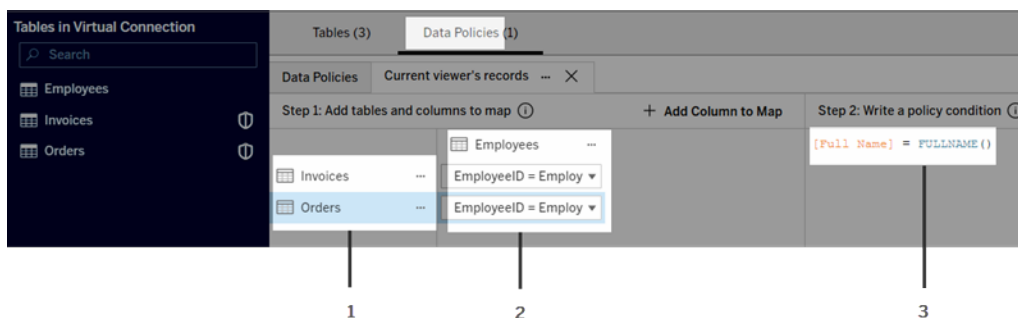 Tables in Virtual Connection
Search
Employees
Invoices
Orders
Tables (3)
Data Policies (1)
Data Policies
Current viewer's records
Step 1: Add tables and columns to map
+ Add Column to Map
Step 2: Write a policy condition
Employees
Invoices
EmployeeID = Employ
Orders
EmployeeID = Employ
[Full Name] = FULLNAME()
1
2
3